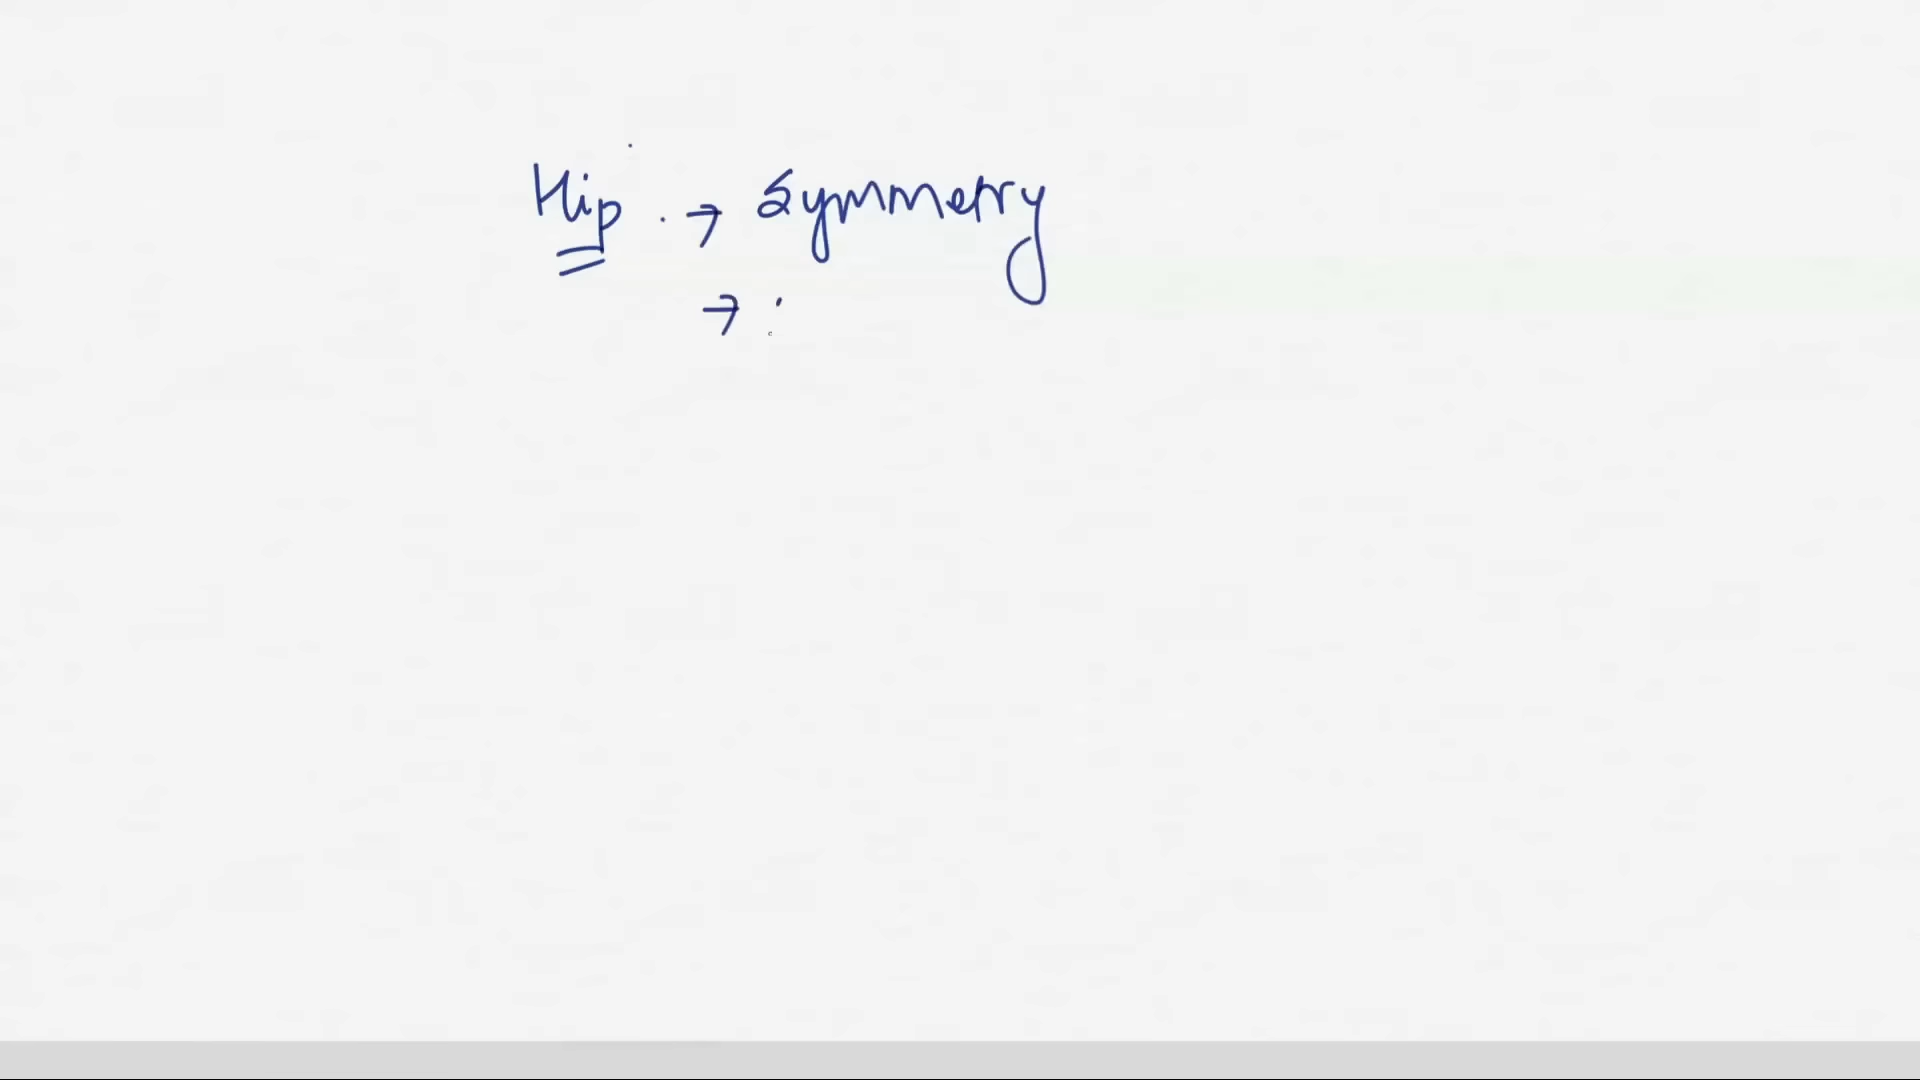 Hip . → Symmetry
→